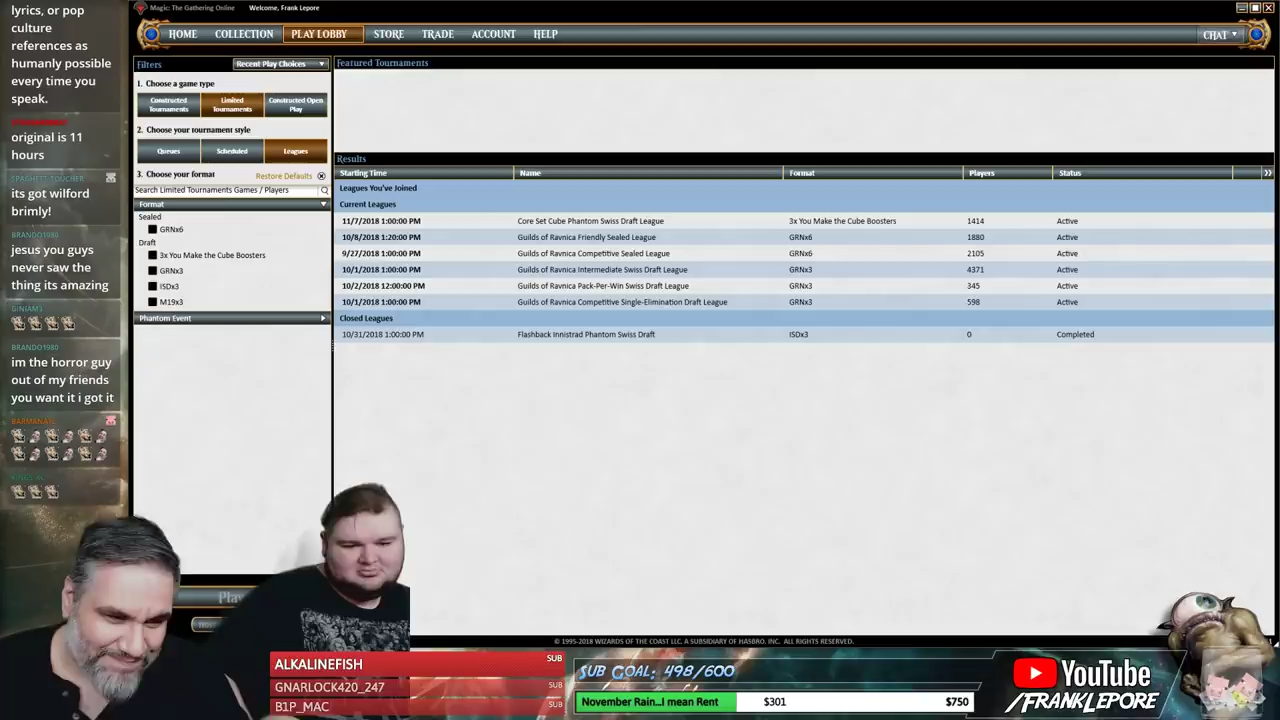 Magic: The Gathering Online
Welcome, Frank Lepore
HOME
COLLECTION
PLAY LOBBY
STORE
TRADE
ACCOUNT
HELP
CHAT
lyrics, or pop
culture
references as
humanly possible
every time you
speak.
original is 11
hours
SPAGHETT_TOUCHER
its got wilford
brimly!
BRANDO1980
jesus you guys
never saw the
thing its amazing
GINIAM3
BRANDO1980
im the horror guy
out of my friends
you want it i got it
Filters
Recent Play Choices
1. Choose a game type
Constructed
Tournaments
Limited
Tournaments
Constructed Open
Play
2. Choose your tournament style
Queues
Scheduled
Leagues
3. Choose your format
Restore Defaults
Search Limited Tournaments Games / Players
Format
Sealed
GRNx6
Draft
3x You Make the Cube Boosters
GRNx3
ISDx3
M19x3
Phantom Event
Featured Tournaments
Results
Starting Time Name Format Players Status
Leagues You've Joined
Current Leagues
11/7/2018 1:00:00 PM Core Set Cube Phantom Swiss Draft League 3x You Make the Cube Boosters 1414 Active
10/8/2018 1:20:00 PM Guilds of Ravnica Friendly Sealed League GRNx6 1880 Active
9/27/2018 1:00:00 PM Guilds of Ravnica Competitive Sealed League GRNx6 2105 Active
10/1/2018 1:00:00 PM Guilds of Ravnica Intermediate Swiss Draft League GRNx3 4371 Active
10/2/2018 12:00:00 PM Guilds of Ravnica Pack-Per-Win Swiss Draft League GRNx3 345 Active
10/1/2018 1:00:00 PM Guilds of Ravnica Competitive Single-Elimination Draft League GRNx3 598 Active
Closed Leagues
10/31/2018 1:00:00 PM Flashback Innistrad Phantom Swiss Draft ISDx3 0 Completed
© 1995-2018 WIZARDS OF THE COAST LLC. A SUBSIDIARY OF HASBRO, INC. ALL RIGHTS RESERVED.
ALKALINEFISH SUB
GNARLOCK420_247 SUB
B1P_MAC SUB
SUB GOAL: 498/600
November Rain...I mean Rent $301 $750
YouTube
/FRANKLEPORE